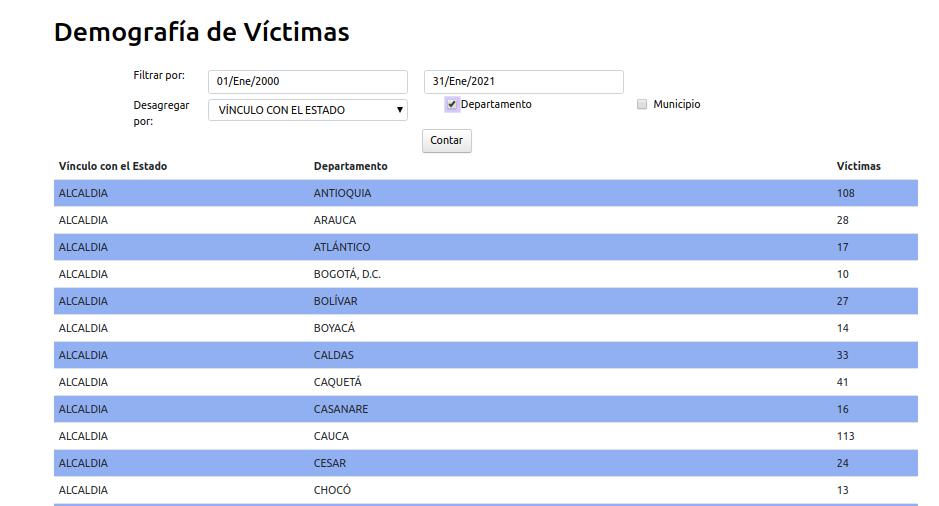 Demografía de Víctimas
Filtrar por: 01/Ene/2000 31/Ene/2021
Desagregar por: VÍNCULO CON EL ESTADO Departamento Municipio
Contar
Vínculo con el Estado Departamento Víctimas
ALCALDIA ANTIOQUIA 108
ALCALDIA ARAUCA 28
ALCALDIA ATLÁNTICO 17
ALCALDIA BOGOTÁ, D.C. 10
ALCALDIA BOLÍVAR 27
ALCALDIA BOYACÁ 14
ALCALDIA CALDAS 33
ALCALDIA CAQUETÁ 41
ALCALDIA CASANARE 16
ALCALDIA CAUCA 113
ALCALDIA CESAR 24
ALCALDIA CHOCÓ 13